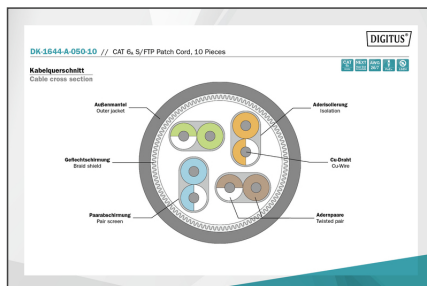 DIGITUS®
DK-1644-A-050-10 // CAT 6A S/FTP Patch Cord, 10 Pieces
Kabelquerschnitt
Cable cross section
Außenmantel
Outer jacket
Aderisolierung
Isolation
Geflechtschirmung
Braid shield
Cu-Draht
Cu-Wire
Paarabschirmung
Pair screen
Adernpaare
Twisted pair